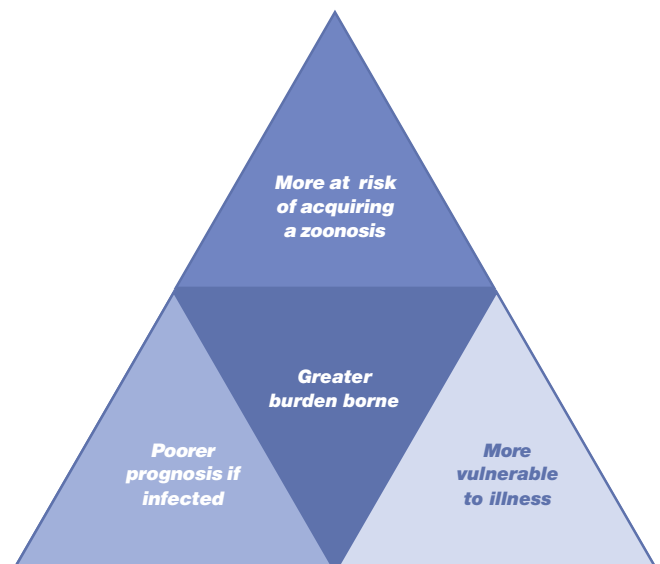 More at risk
of acquiring
a zoonosis
Greater
burden borne
Poorer
prognosis if
infected
More
vulnerable
to illness